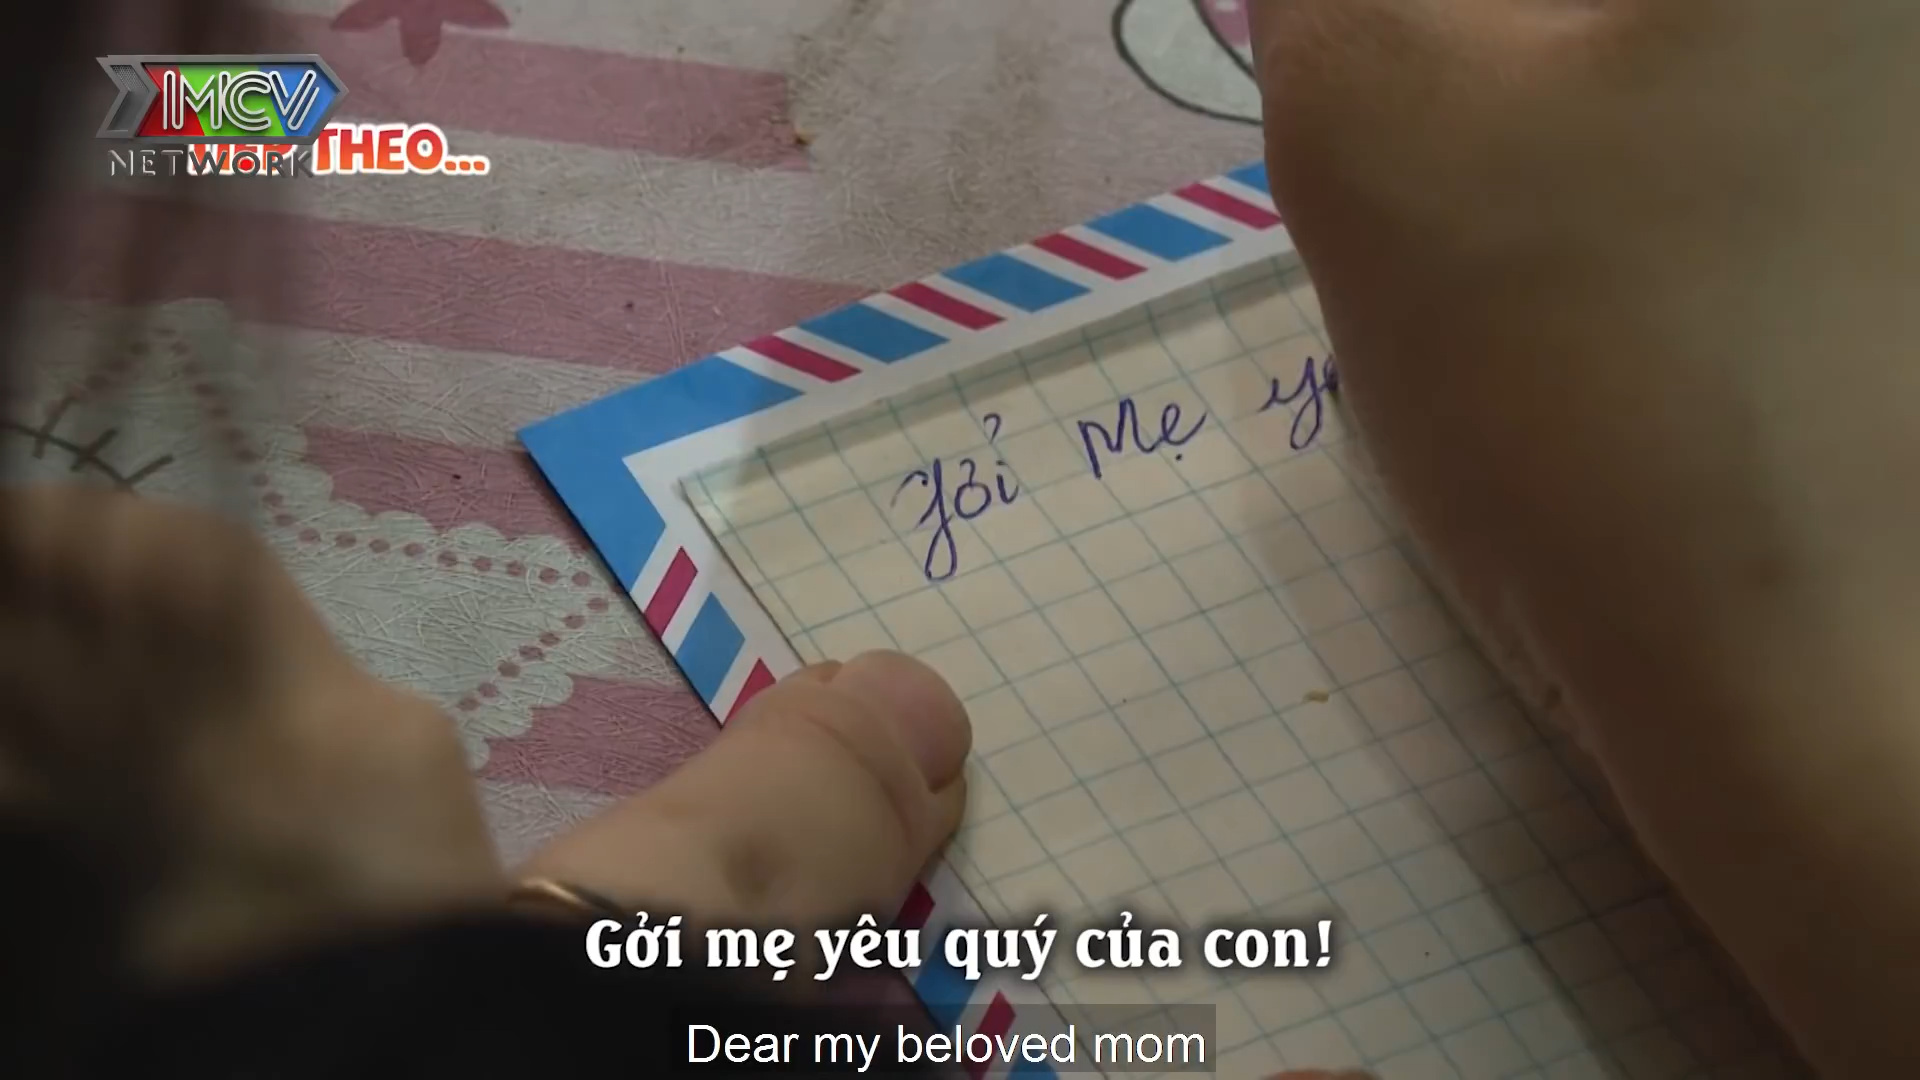 MCV
NETWORK
THEO...
Gởi Mẹ
Gởi mẹ yêu quý của con!
Dear my beloved mom